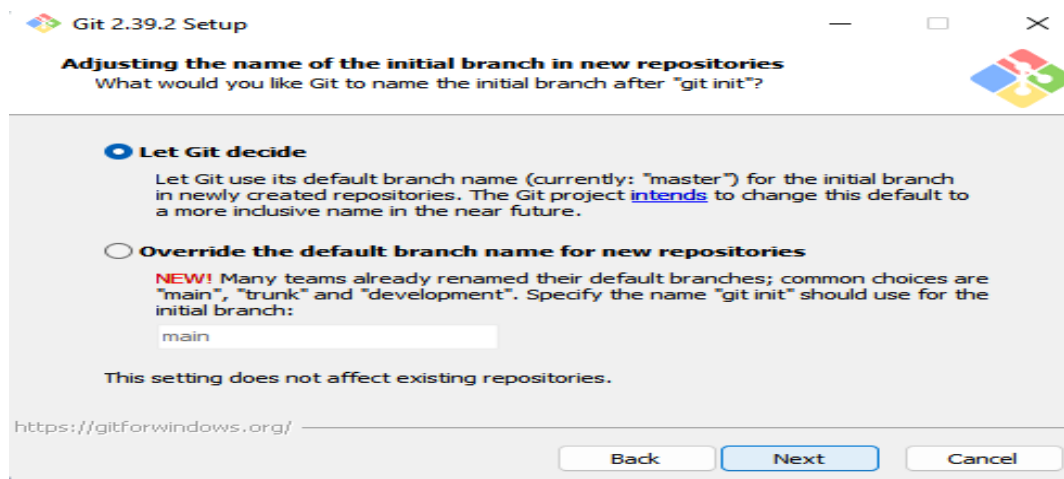 Git 2.39.2 Setup
Adjusting the name of the initial branch in new repositories
What would you like Git to name the initial branch after "git init"?
Let Git decide
Let Git use its default branch name (currently: "master") for the initial branch
in newly created repositories. The Git project intends to change this default to
a more inclusive name in the near future.
Override the default branch name for new repositories
NEW! Many teams already renamed their default branches; common choices are
"main", "trunk" and "development". Specify the name "git init" should use for the
initial branch:
main
This setting does not affect existing repositories.
https://gitforwindows.org/
Back Next Cancel